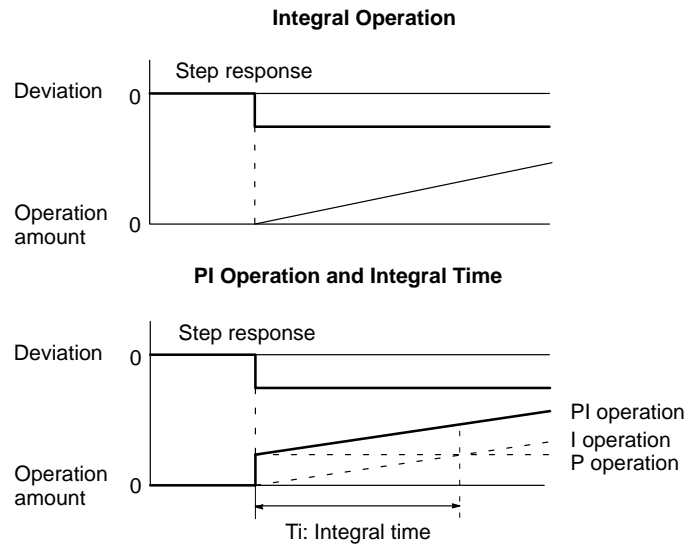 Integral Operation
Step response
Deviation
0
Operation
amount
0
PI Operation and Integral Time
Step response
Deviation
0
PI operation
I operation
P operation
Operation
amount
0
Ti: Integral time